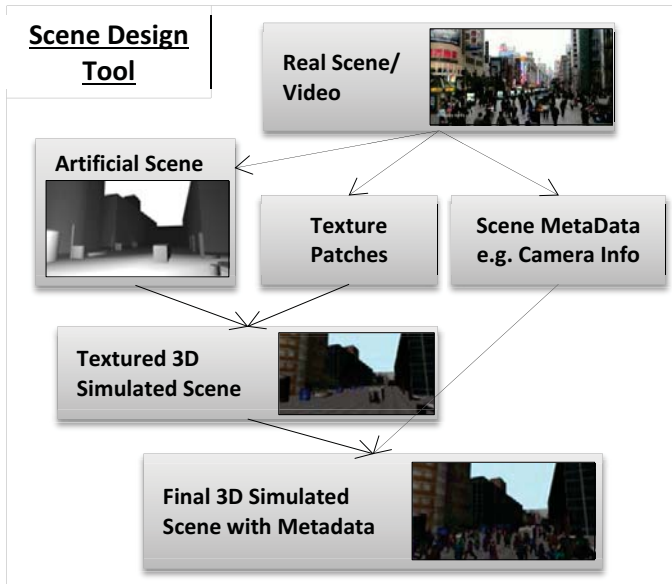 Scene Design
Tool
Real Scene/
Video
Artificial Scene
Texture
Patches
Scene MetaData
e.g. Camera Info
Textured 3D
Simulated Scene
Final 3D Simulated
Scene with Metadata